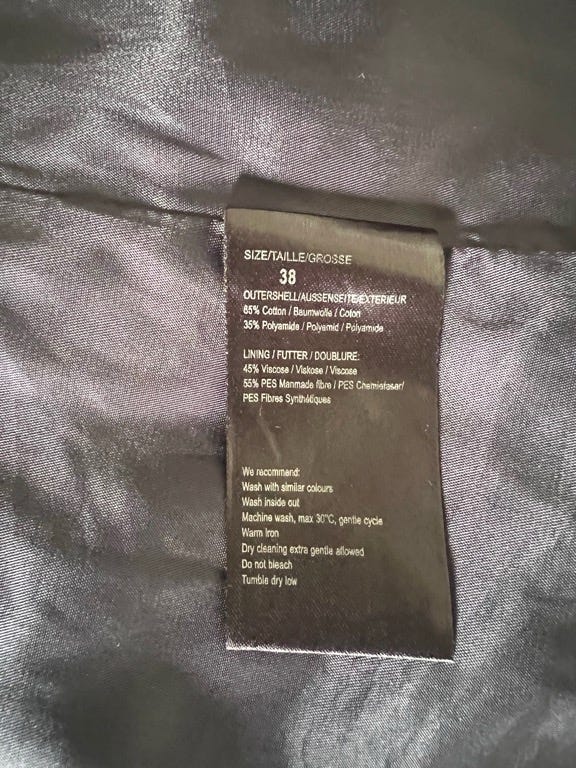 SIZE/TAILLE/GROSSE
38
OUTERSHELL/AUSSENSEITE/EXTERIEUR
65% Cotton / Baumwolle / Coton
35% Polyamide / Polyamid / Polyamide
LINING / FUTTER / DOUBLURE:
45% Viscose / Viskose / Viscose
55% PES Manmade fibre / PES Chemiefaser/
PES Fibres Synthétiques
We recommend:
Wash with similar colours
Wash inside out
Machine wash, max 30°C, gentle cycle
Warm Iron
Dry cleaning extra gentle allowed
Do not bleach
Tumble dry low